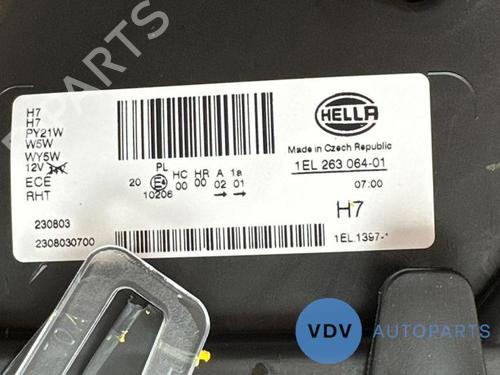 H7
H7
PY21W
W5W
WY5W
12V
ECE
RHT
230803
2308030700
PL
20 HC HR A 1a
00 00 02 01
10206
HELLA
Made in Czech Republic
1EL 263 064-01
07:00
H7
1EL.1397-1
B-PARTS
VDV AUTOPARTS